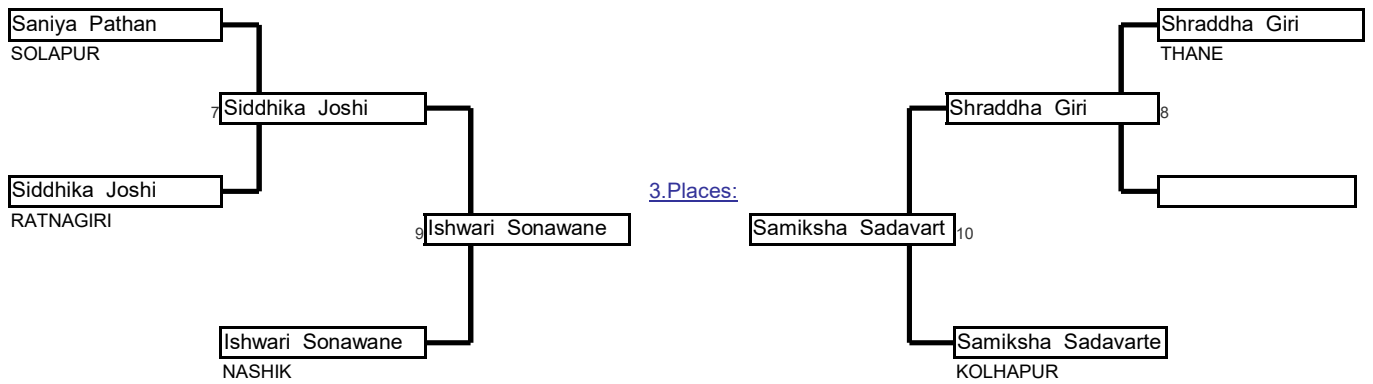 Saniya Pathan
SOLAPUR
7 Siddhika Joshi
Siddhika Joshi
RATNAGIRI
9 Ishwari Sonawane
Ishwari Sonawane
NASHIK
3.Places:
Shraddha Giri
THANE
Shraddha Giri 8
Samiksha Sadavart 10
Samiksha Sadavarte
KOLHAPUR